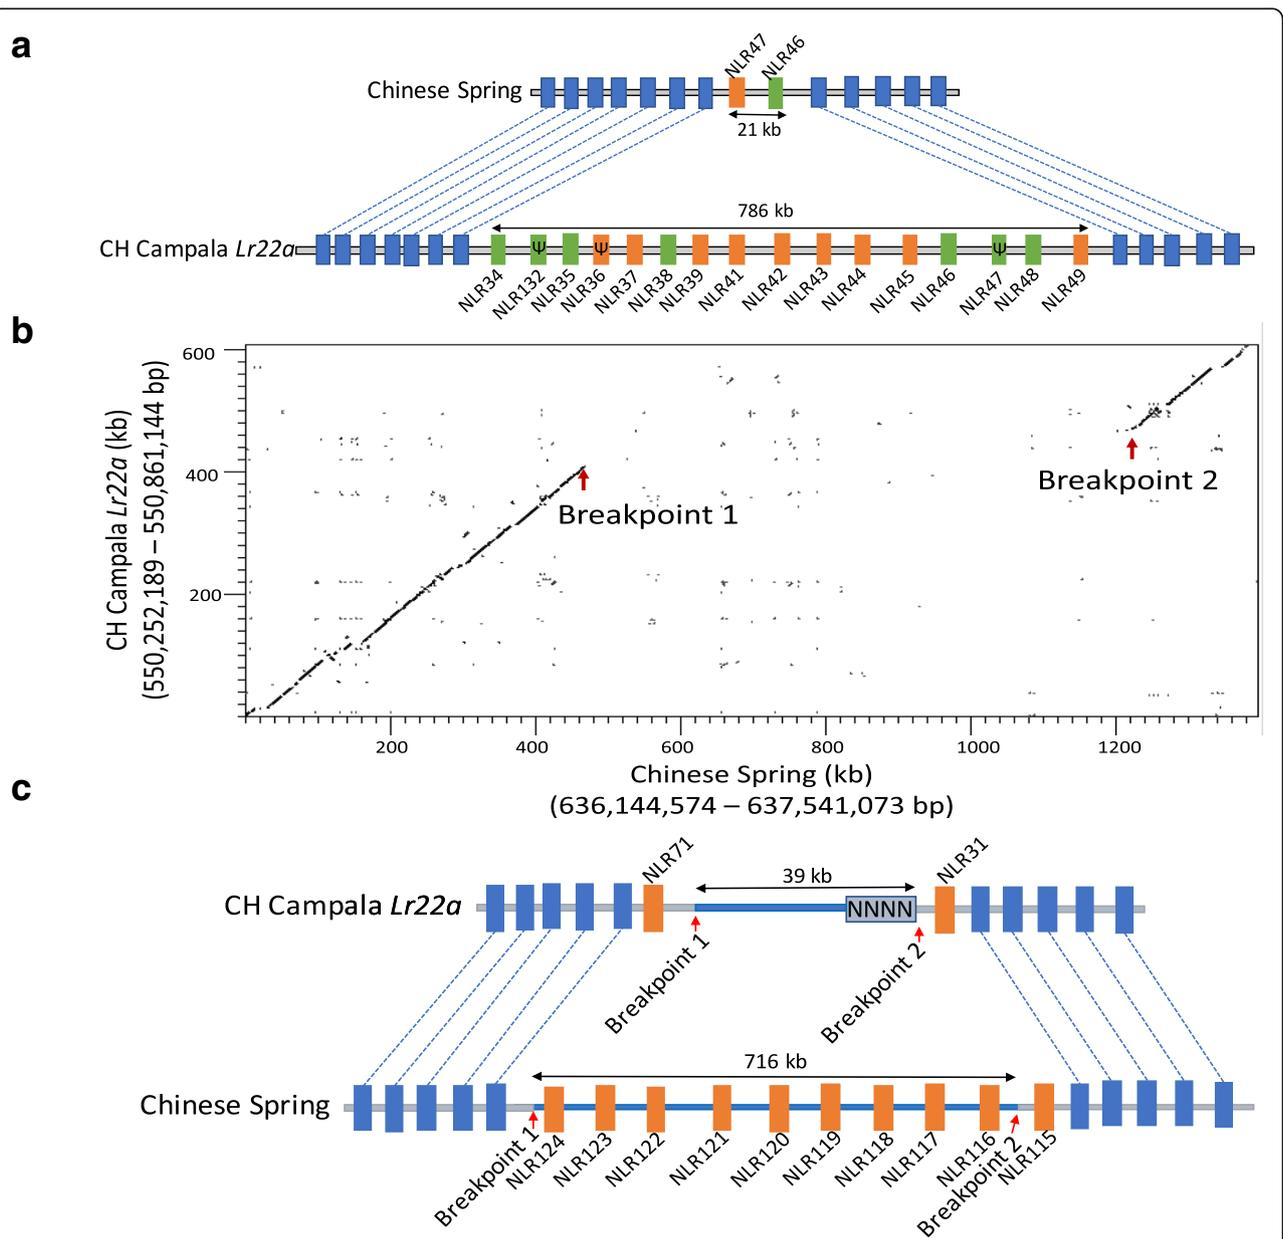 a
NLR47
NLR46
Chinese Spring
21 kb
786 kb
CH Campala Lr22a
Ψ
Ψ
Ψ
NLR34
NLR132
NLR35
NLR36
NLR37
NLR38
NLR39
NLR41
NLR42
NLR43
NLR44
NLR45
NLR46
NLR47
NLR48
NLR49
b
CH Campala Lr22a (kb)
(550,252,189 – 550,861,144 bp)
600
400
200
Breakpoint 1
Breakpoint 2
200
400
600
800
1000
1200
Chinese Spring (kb)
(636,144,574 – 637,541,073 bp)
c
NLR71
NLR31
39 kb
CH Campala Lr22a
NNNN
Breakpoint 1
Breakpoint 2
716 kb
Chinese Spring
Breakpoint 1
NLR124
NLR123
NLR122
NLR121
NLR120
NLR119
NLR118
NLR117
NLR116
Breakpoint 2
NLR115